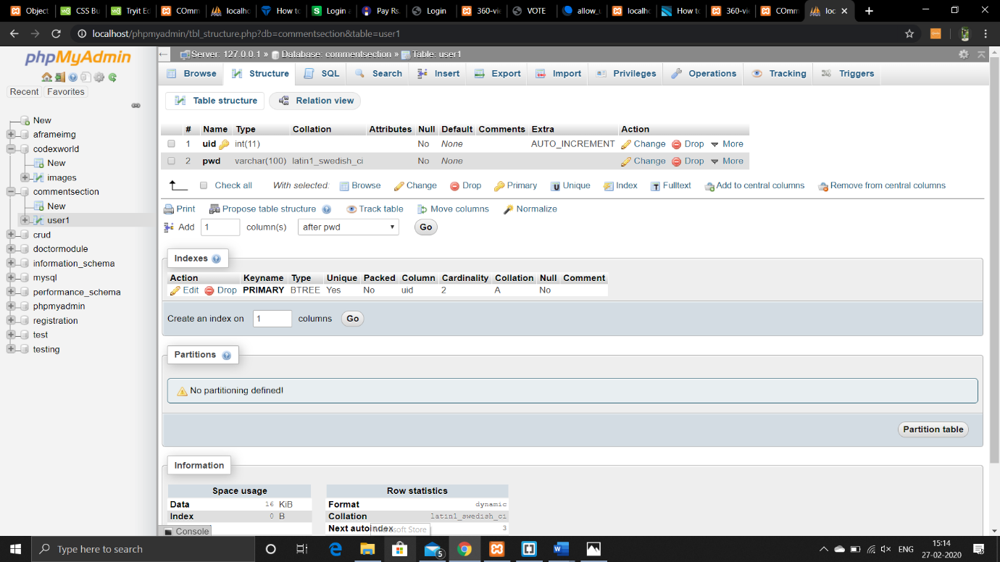 Object CSS Bu Tryit Ec COmm localho How to Login a Pay Rs. Login 360-vie VOTE allow_u localho How to 360-vie COmm loc
localhost/phpmyadmin/tbl_structure.php?db=commentsection&table=user1
phpMyAdmin
Recent Favorites
New
aframeimg
codexworld
New
images
commentsection
New
user1
crud
doctormodule
information_schema
mysql
performance_schema
phpmyadmin
registration
test
testing
Server: 127.0.0.1 » Database: commentsection » Table: user1
Browse Structure SQL Search Insert Export Import Privileges Operations Tracking Triggers
Table structure Relation view
# Name Type Collation Attributes Null Default Comments Extra Action
1 uid int(11) No None AUTO_INCREMENT Change Drop More
2 pwd varchar(100) latin1_swedish_ci No None Change Drop More
Check all With selected: Browse Change Drop Primary Unique Index Fulltext Add to central columns Remove from central columns
Print Propose table structure Track table Move columns Normalize
Add 1 column(s) after pwd Go
Indexes
Action Keyname Type Unique Packed Column Cardinality Collation Null Comment
Edit Drop PRIMARY BTREE Yes No uid 2 A No
Create an index on 1 columns Go
Partitions
No partitioning defined!
Partition table
Information
Space usage
Data 16 KiB
Index 0 B
Row statistics
Format dynamic
Collation latin1_swedish_ci
Next autoindex 3
Console
Type here to search
5
ENG
15:14
27-02-2020